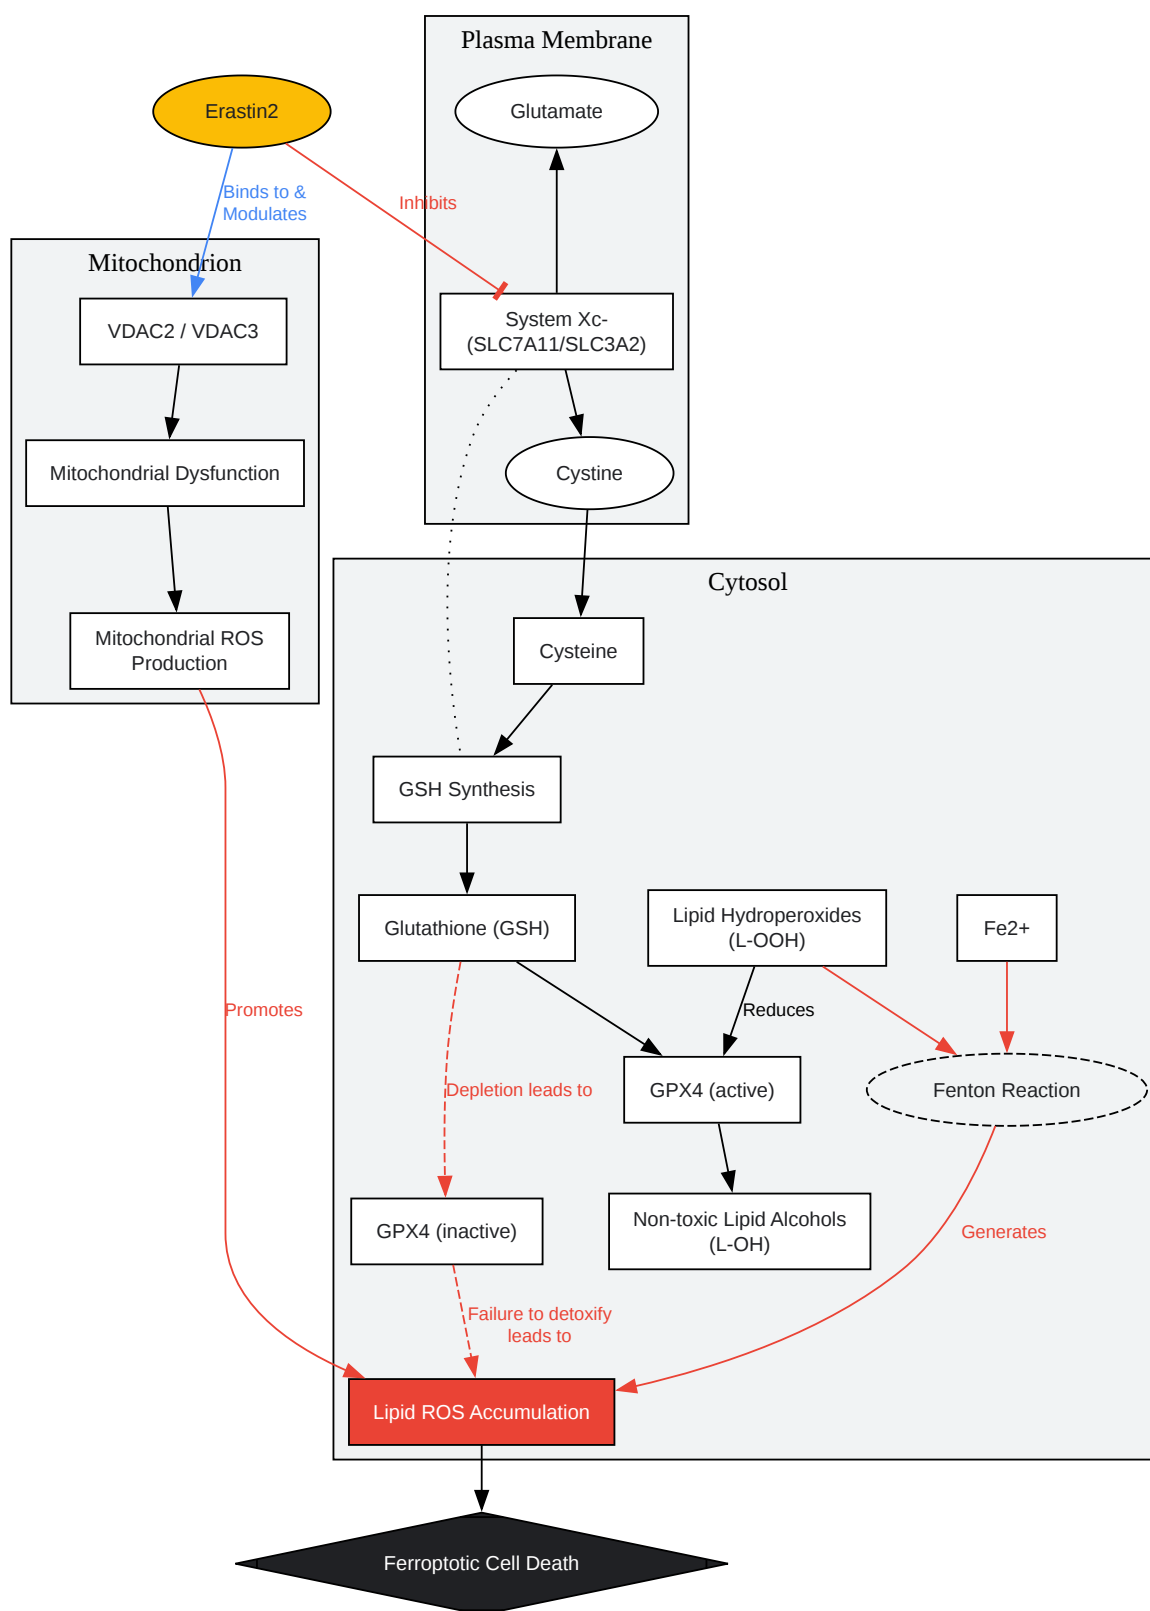 Plasma Membrane
Erastin2
Glutamate
Binds to &
Modulates
Inhibits
Mitochondrion
VDAC2 / VDAC3
System Xc-
(SLC7A11/SLC3A2)
Mitochondrial Dysfunction
Cystine
Cytosol
Mitochondrial ROS
Production
Cysteine
GSH Synthesis
Glutathione (GSH)
Lipid Hydroperoxides
(L-OOH)
Fe2+
Promotes
Reduces
Depletion leads to
GPX4 (active)
Fenton Reaction
GPX4 (inactive)
Non-toxic Lipid Alcohols
(L-OH)
Generates
Failure to detoxify
leads to
Lipid ROS Accumulation
Ferroptotic Cell Death